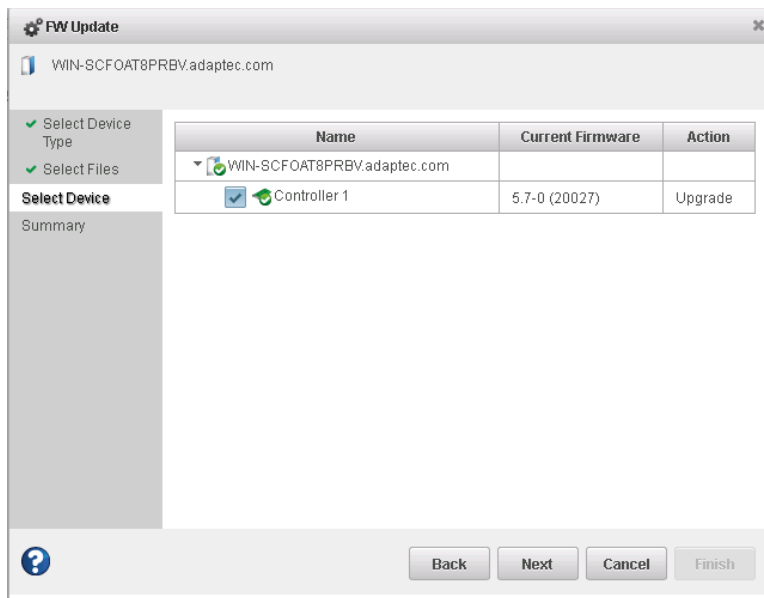 FW Update
WIN-SCFOAT8PRBV.adaptec.com
Select Device
Type
Select Files
Select Device
Summary
Name Current Firmware Action
WIN-SCFOAT8PRBV.adaptec.com
Controller 1 5.7-0 (20027) Upgrade
Back Next Cancel Finish